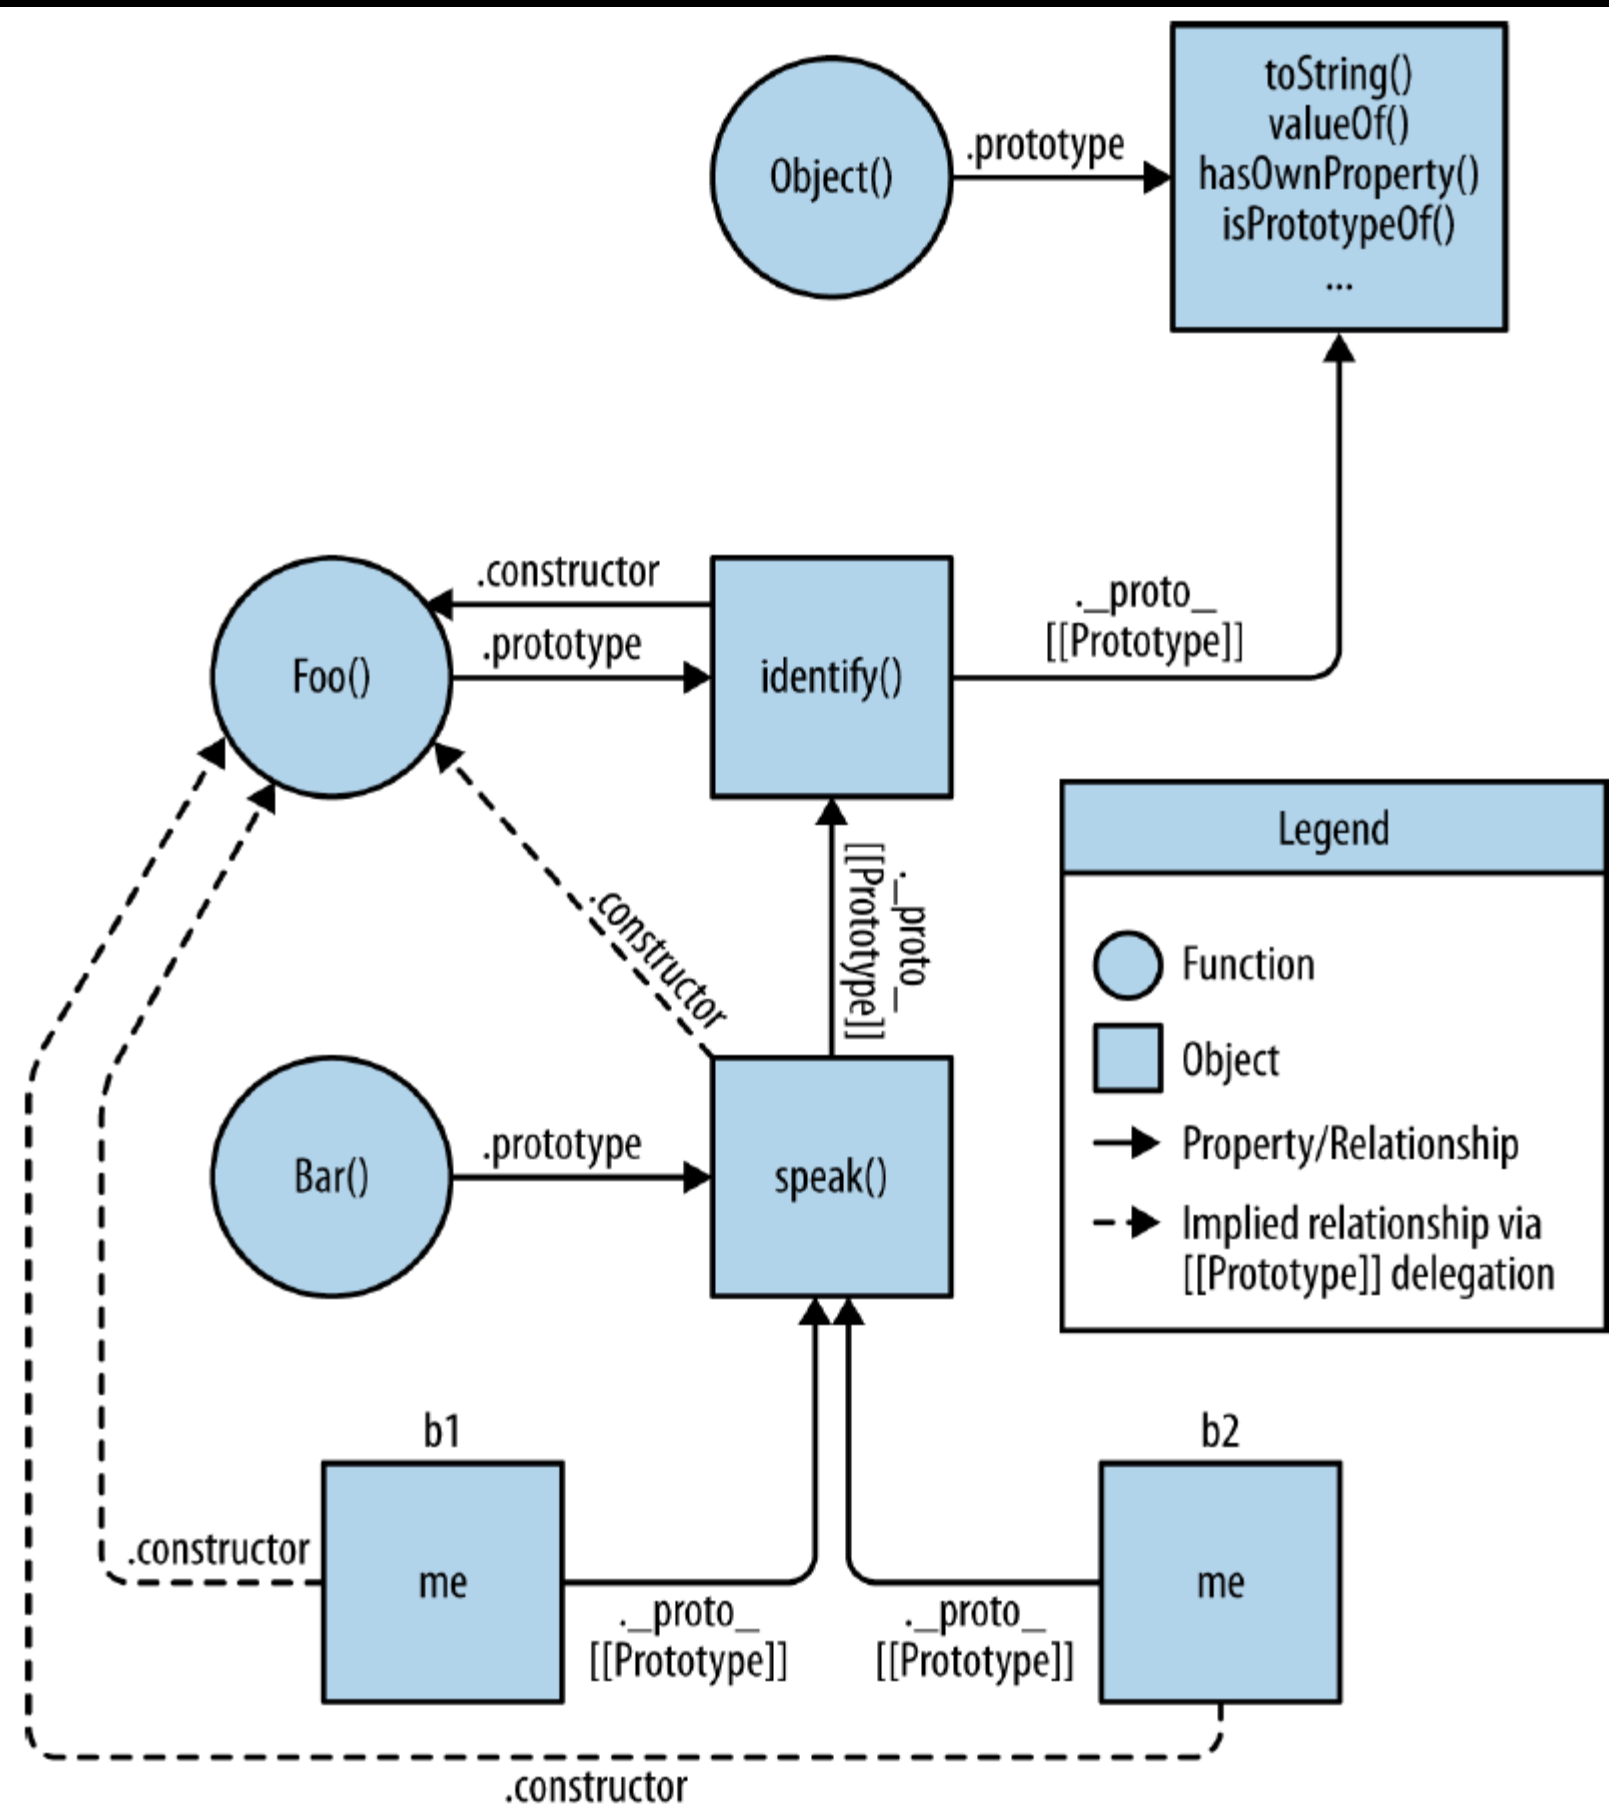 Object()
.prototype
toString()
valueOf()
hasOwnProperty()
isPrototypeOf()
...
.constructor
.prototype
Foo()
identify()
._proto_
[[Prototype]]
Legend
Function
Object
Property/Relationship
Implied relationship via
[[Prototype]] delegation
._proto_
[[Prototype]]
.constructor
Bar()
.prototype
speak()
b1
me
.constructor
._proto_
[[Prototype]]
b2
me
._proto_
[[Prototype]]
.constructor